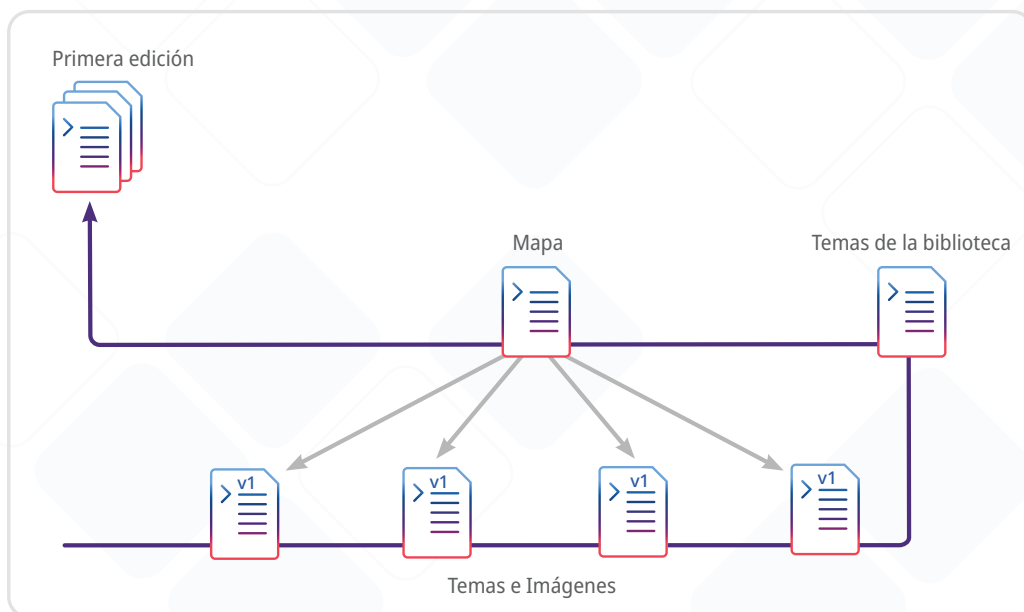 Primera edición
Mapa
Temas de la biblioteca
v1
v1
v1
v1
Temas e Imágenes